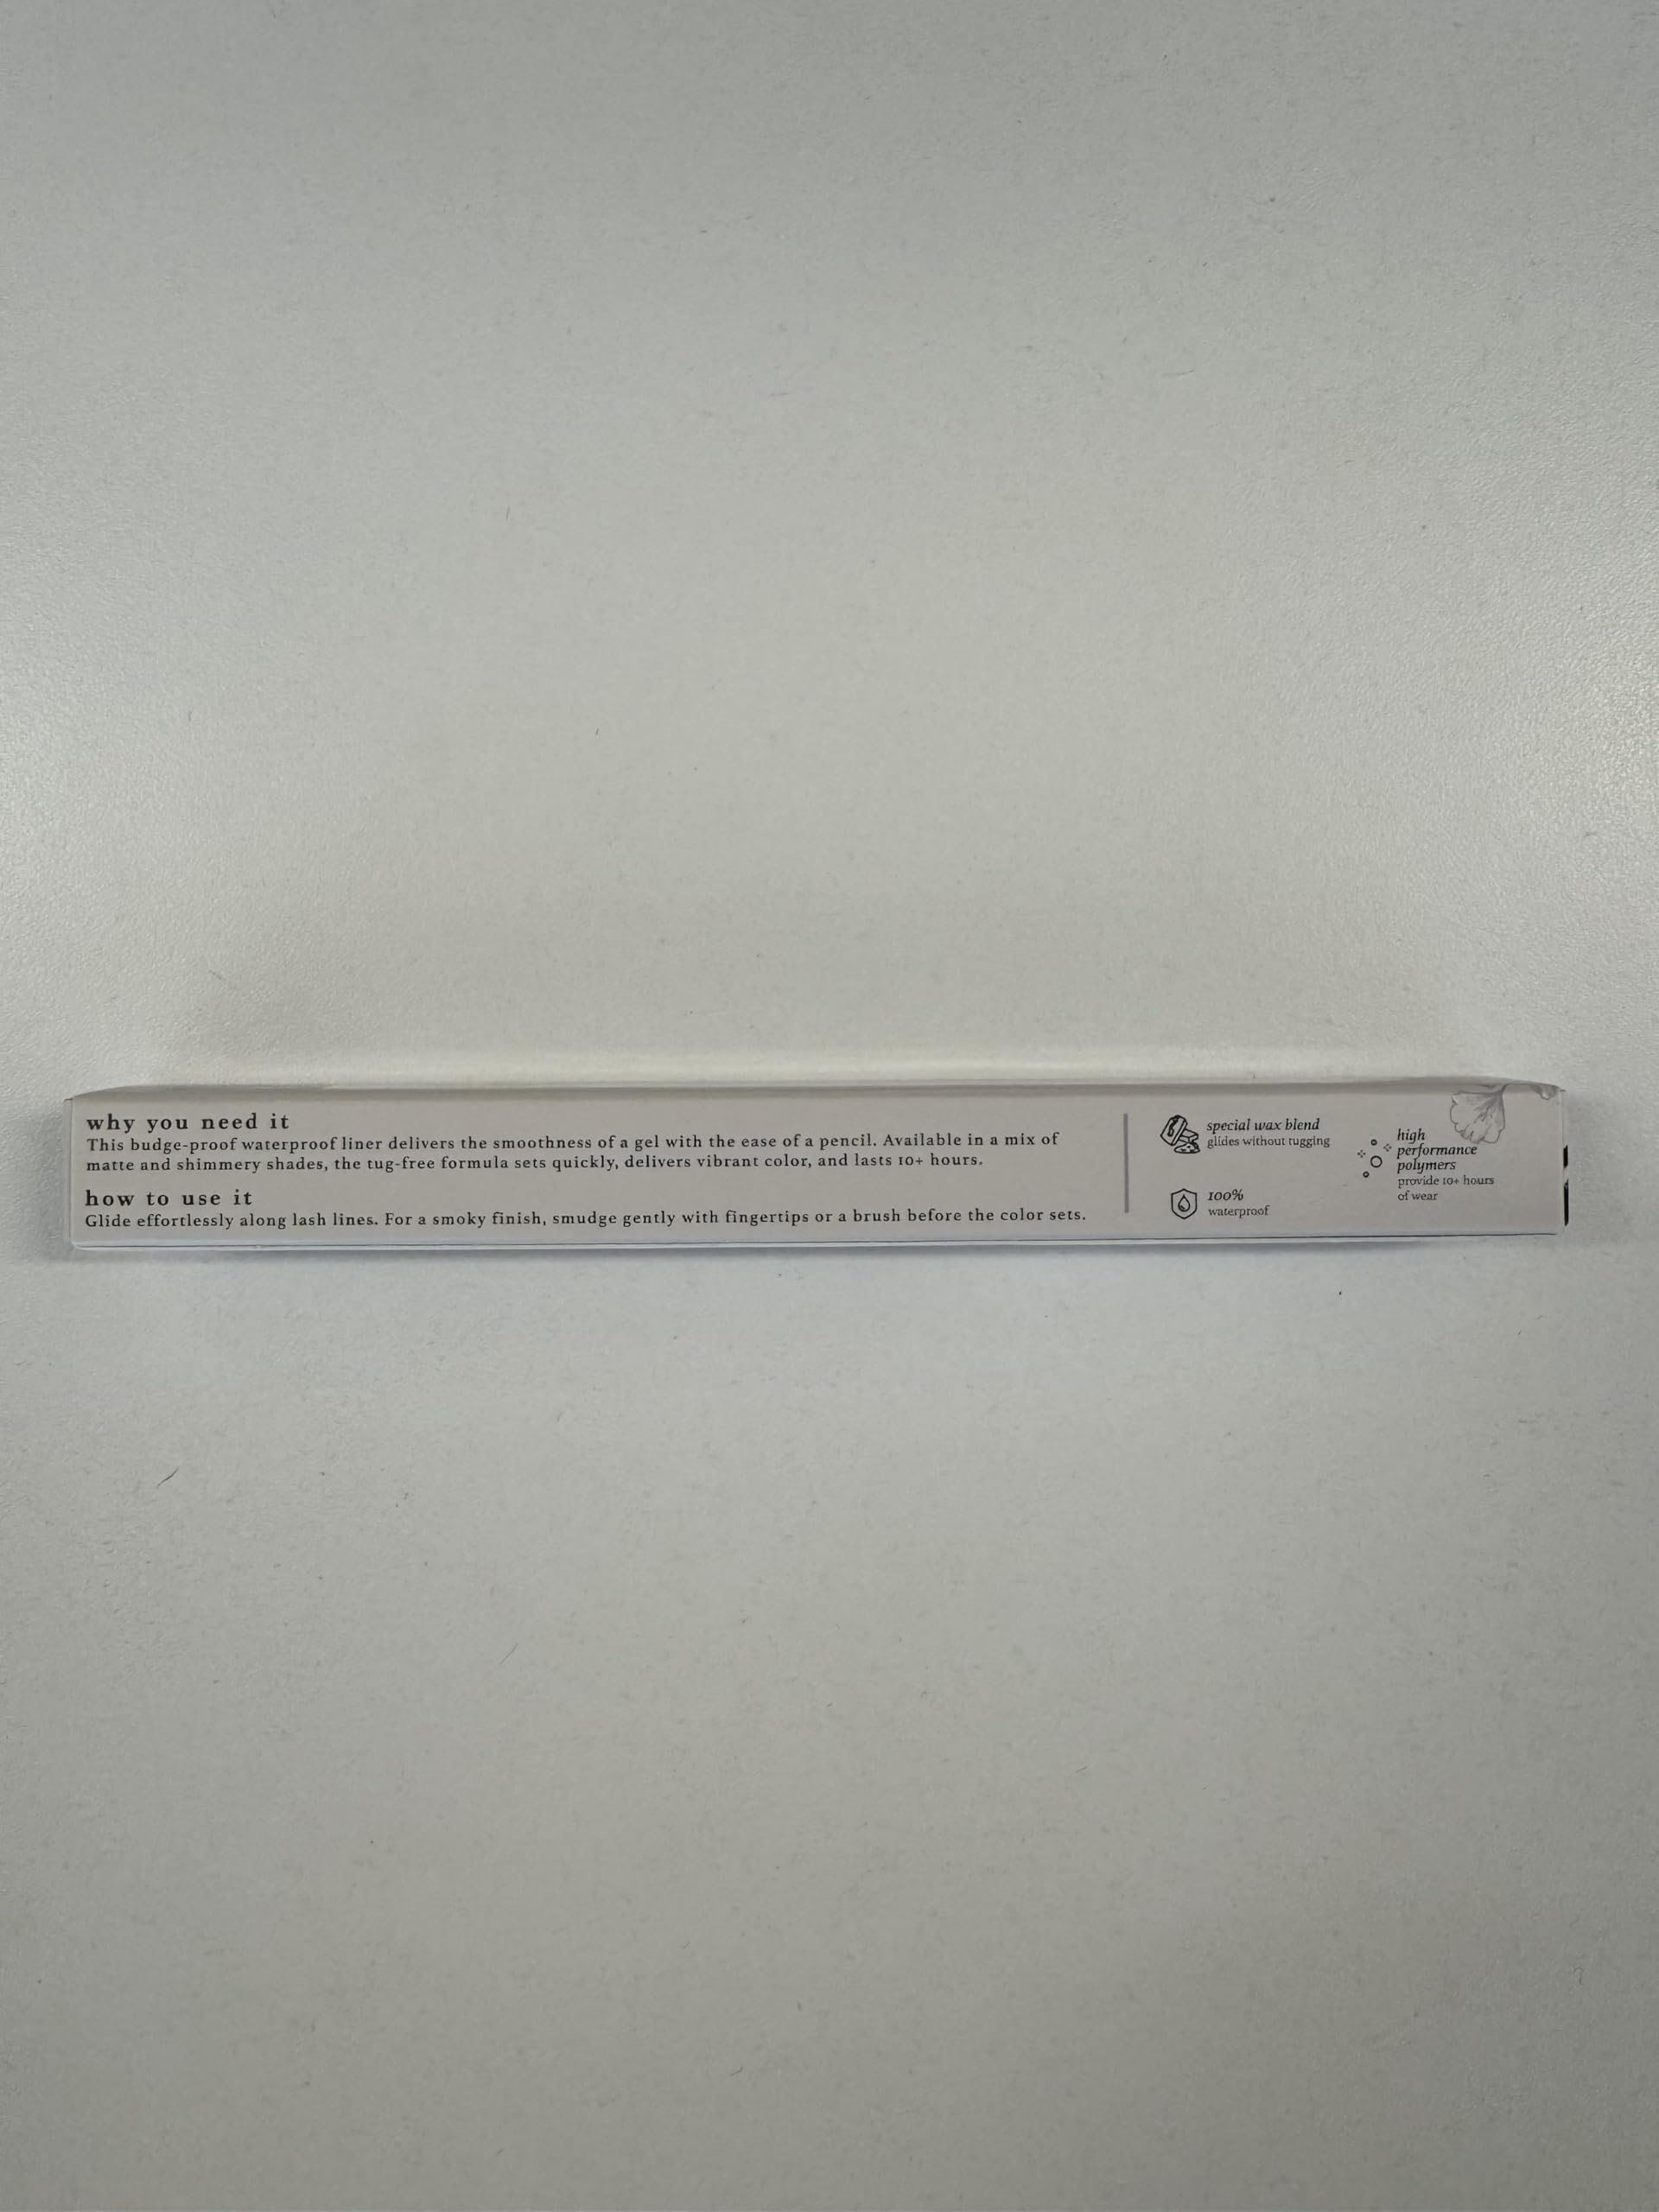 why you need it
This budge-proof waterproof liner delivers the smoothness of a gel with the ease of a pencil. Available in a mix of
matte and shimmery shades, the tug-free formula sets quickly, delivers vibrant color, and lasts 10+ hours.
how to use it
Glide effortlessly along lash lines. For a smoky finish, smudge gently with fingertips or a brush before the color sets.
special wax blend
glides without tugging
100%
waterproof
high
performance
polymers
provide 10+ hours
of wear